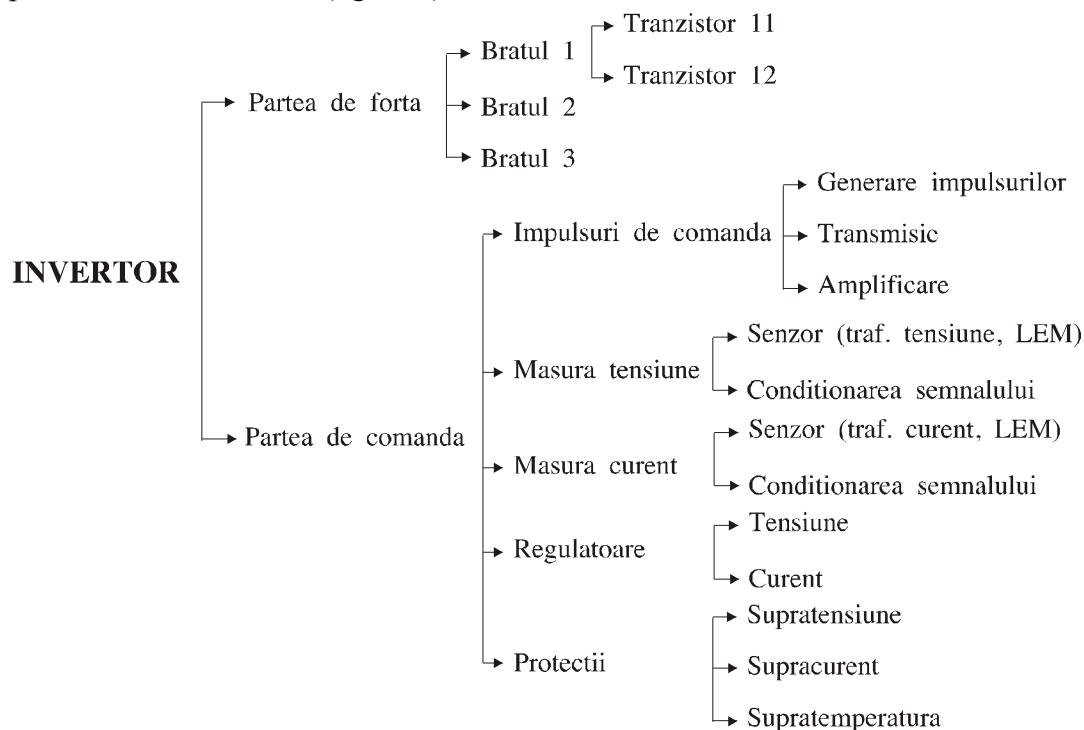 Tranzistor 11
Bratul 1
Tranzistor 12
Partea de forta
Bratul 2
Bratul 3
Generare impulsurilor
Impulsuri de comanda
Transmisic
INVERTOR
Amplificare
Senzor (traf. tensiune, LEM)
Masura tensiune
Conditionarea semnalului
Partea de comanda
Senzor (traf. curent, LEM)
Masura curent
Conditionarea semnalului
Tensiune
Regulatoare
Curent
Supratensiune
Protectii
Supracurent
Supratemperatura